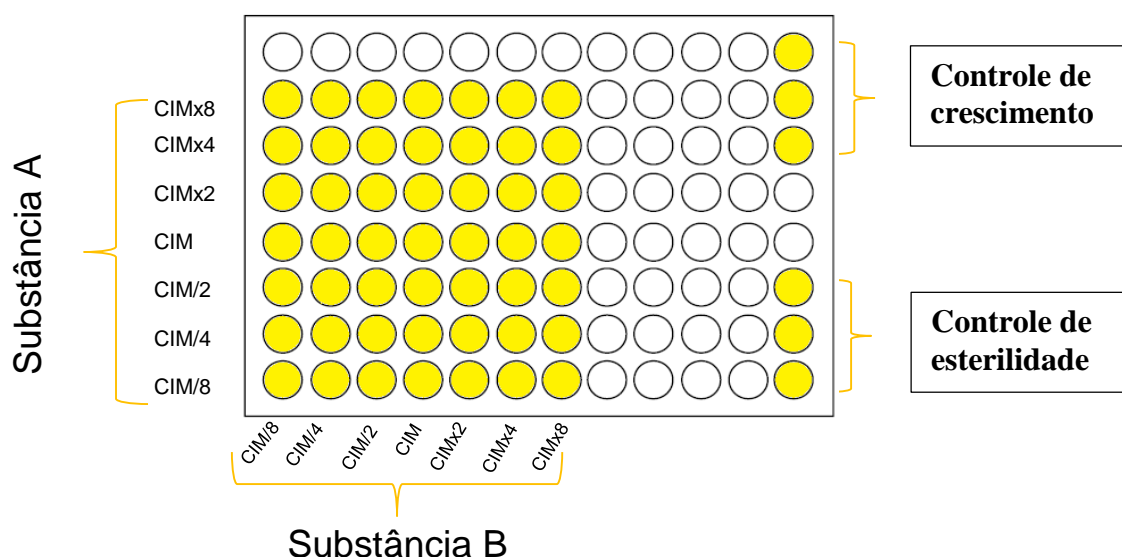 Substância A
CIMx8
CIMx4
CIMx2
CIM
CIM/2
CIM/4
CIM/8
Controle de
crescimento
Controle de
esterilidade
CIM/8
CIM/4
CIM/2
CIM
CIMx2
CIMx4
CIMx8
Substância B